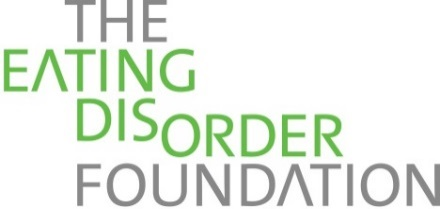 THE
EATING
DISORDER
FOUNDATION